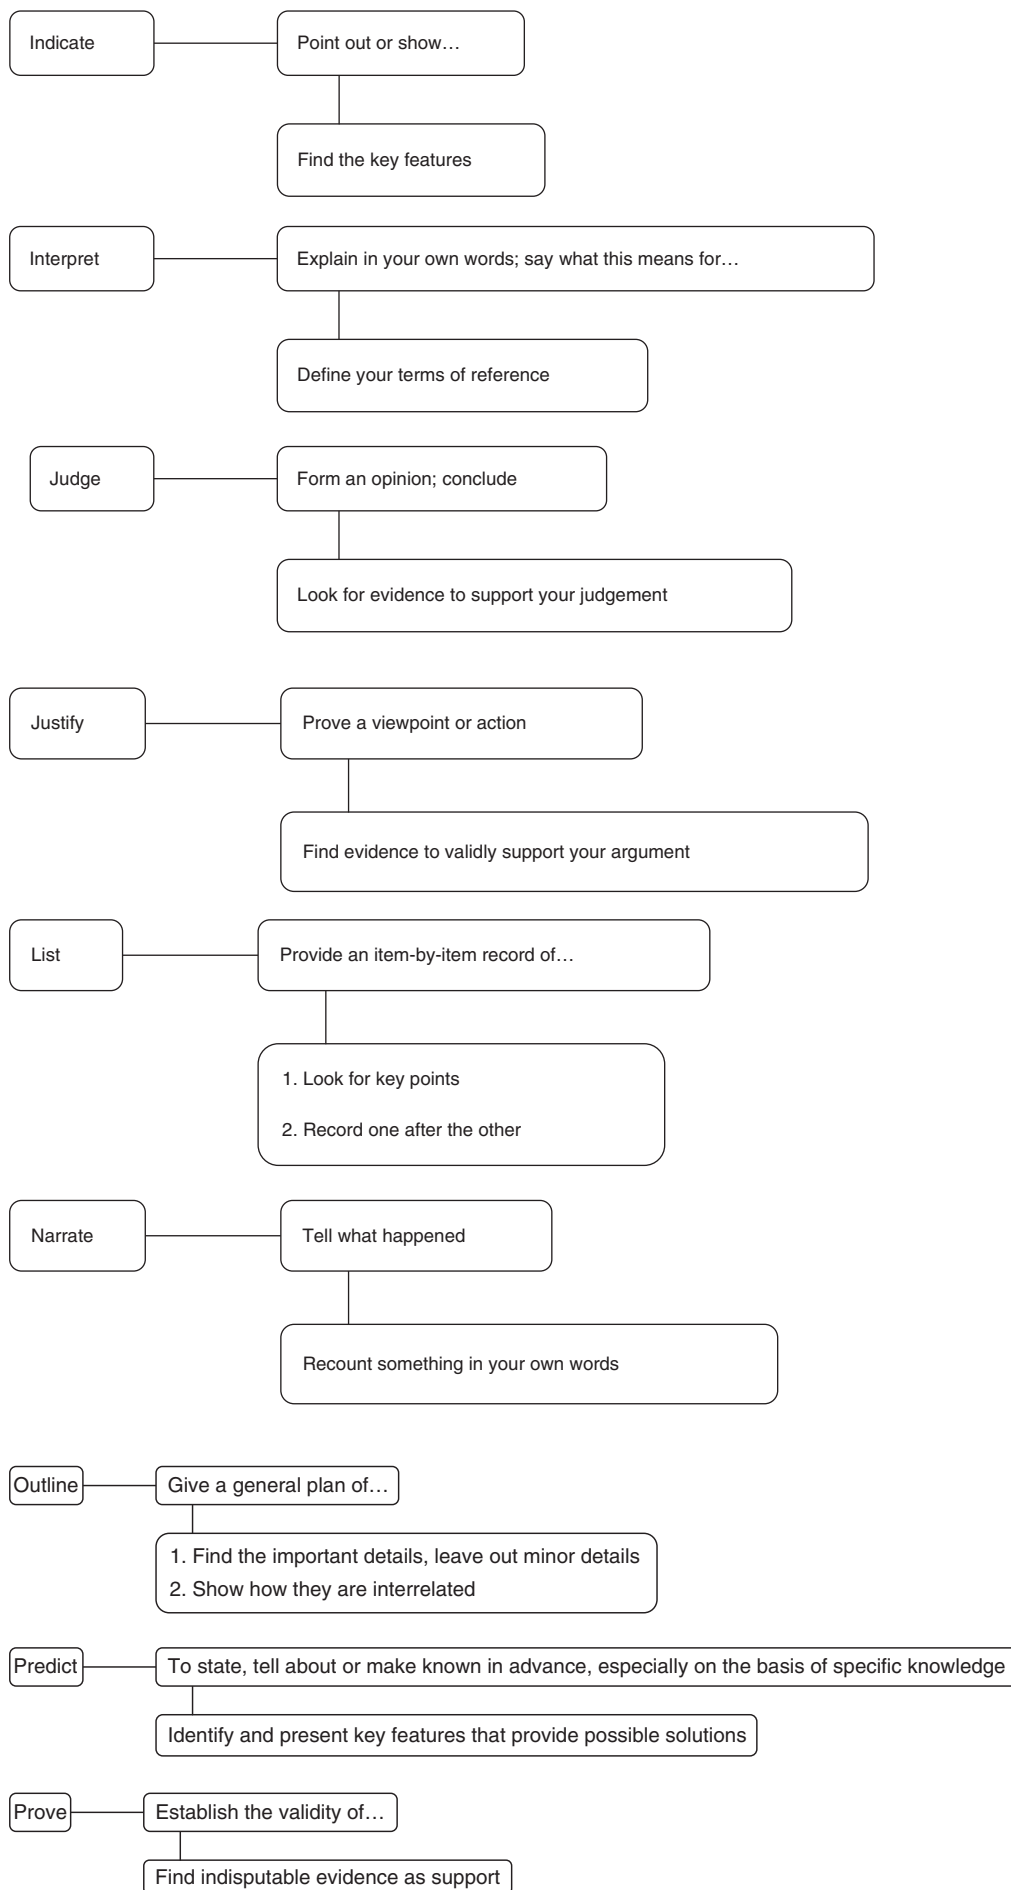 Indicate
Point out or show…
Find the key features
Interpret
Explain in your own words; say what this means for…
Define your terms of reference
Judge
Form an opinion; conclude
Look for evidence to support your judgement
Justify
Prove a viewpoint or action
Find evidence to validly support your argument
List
Provide an item-by-item record of…
1. Look for key points
2. Record one after the other
Narrate
Tell what happened
Recount something in your own words
Outline
Give a general plan of…
1. Find the important details, leave out minor details
2. Show how they are interrelated
Predict
To state, tell about or make known in advance, especially on the basis of specific knowledge
Identify and present key features that provide possible solutions
Prove
Establish the validity of…
Find indisputable evidence as support